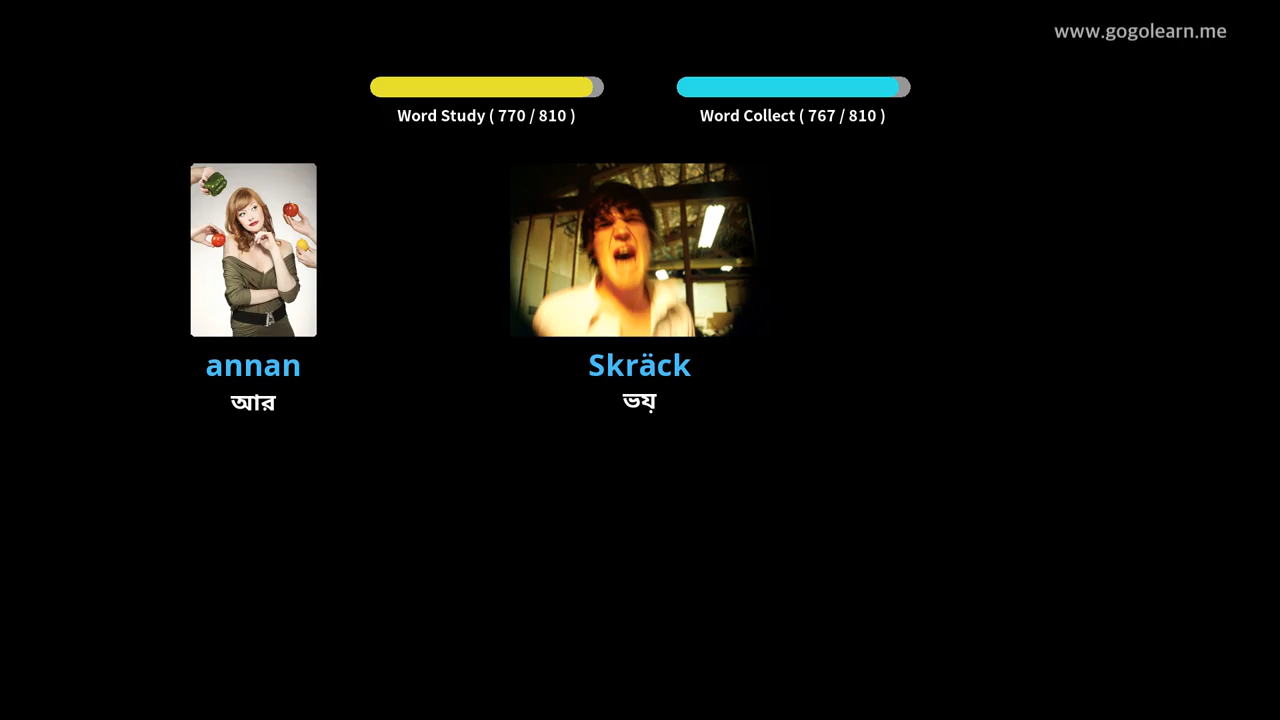 www.gogolearn.me
Word Study ( 770 / 810 )
Word Collect ( 767 / 810 )
annan
Skräck
আর
ভয়